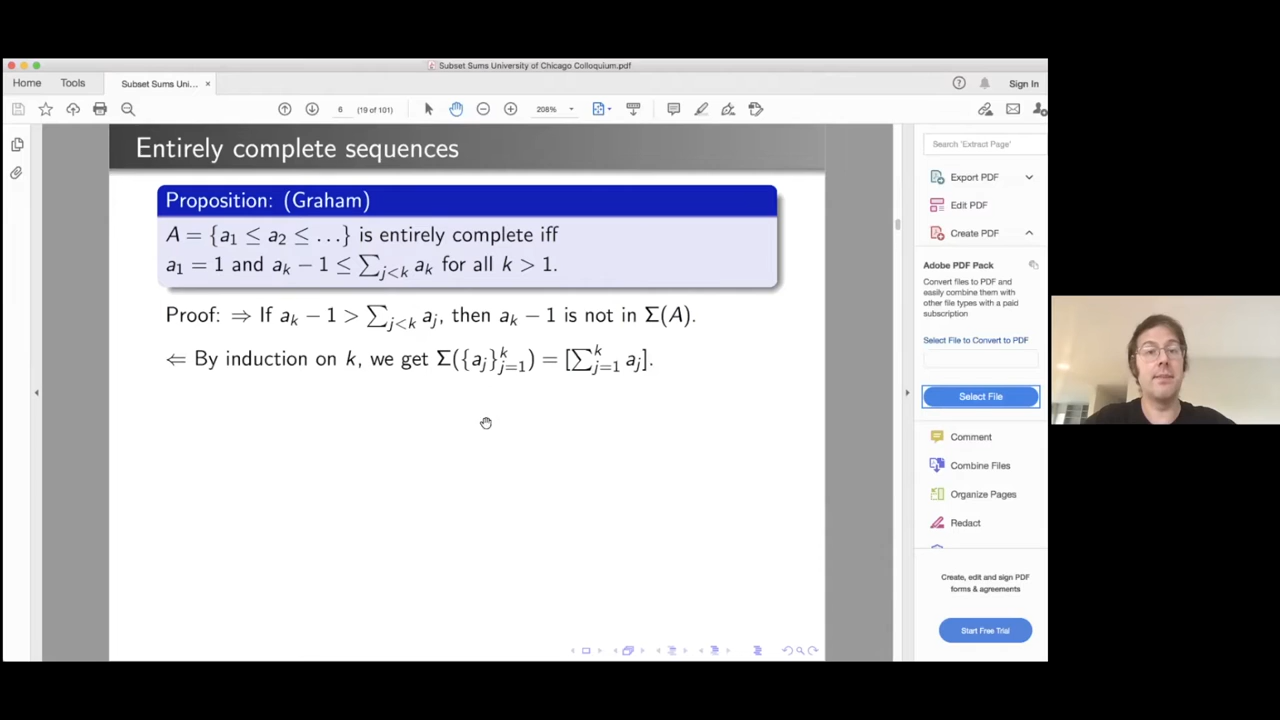 Subset Sums University of Chicago Colloquium.pdf
Home Tools Subset Sums Uni... × Sign In
6 (19 of 101) 208%
Entirely complete sequences
Search 'Extract Page'
Proposition: (Graham)
A = {a₁ ≤ a₂ ≤ ...} is entirely complete iff
a₁ = 1 and aₖ − 1 ≤ ∑_{j<k} aₖ for all k > 1.
Proof: ⇒ If aₖ − 1 > ∑_{j<k} aⱼ, then aₖ − 1 is not in Σ(A).
⇐ By induction on k, we get Σ({aⱼ}_{j=1}^{k}) = [∑_{j=1}^{k} aⱼ].
Export PDF
Edit PDF
Create PDF
Adobe PDF Pack
Convert files to PDF and
easily combine them with
other file types with a paid
subscription
Select File to Convert to PDF
Select File
Comment
Combine Files
Organize Pages
Redact
Create, edit and sign PDF
forms & agreements
Start Free Trial